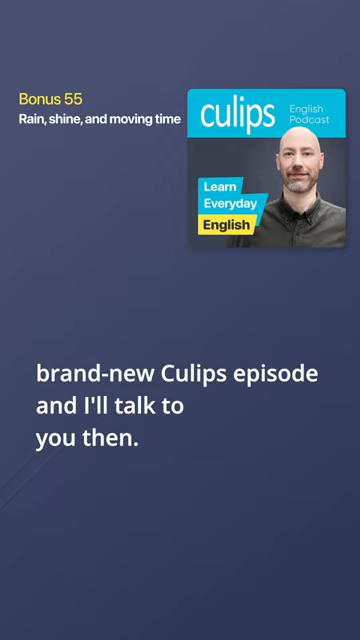 Bonus 55
Rain, shine, and moving time
culips
English
Podcast
Learn
Everyday
English
brand-new Culips episode
and I'll talk to
you then.